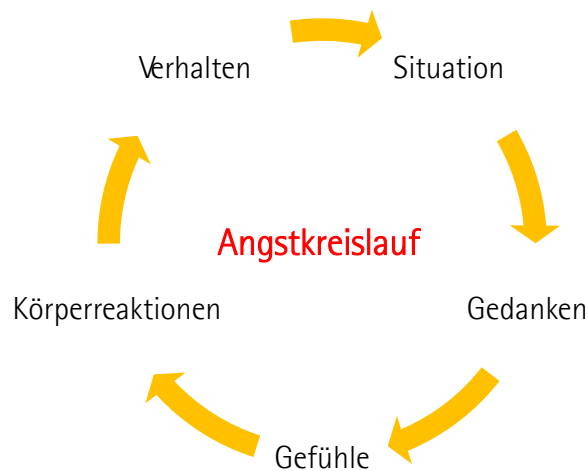 Verhalten
Situation
Angstkreislauf
Körperreaktionen
Gedanken
Gefühle